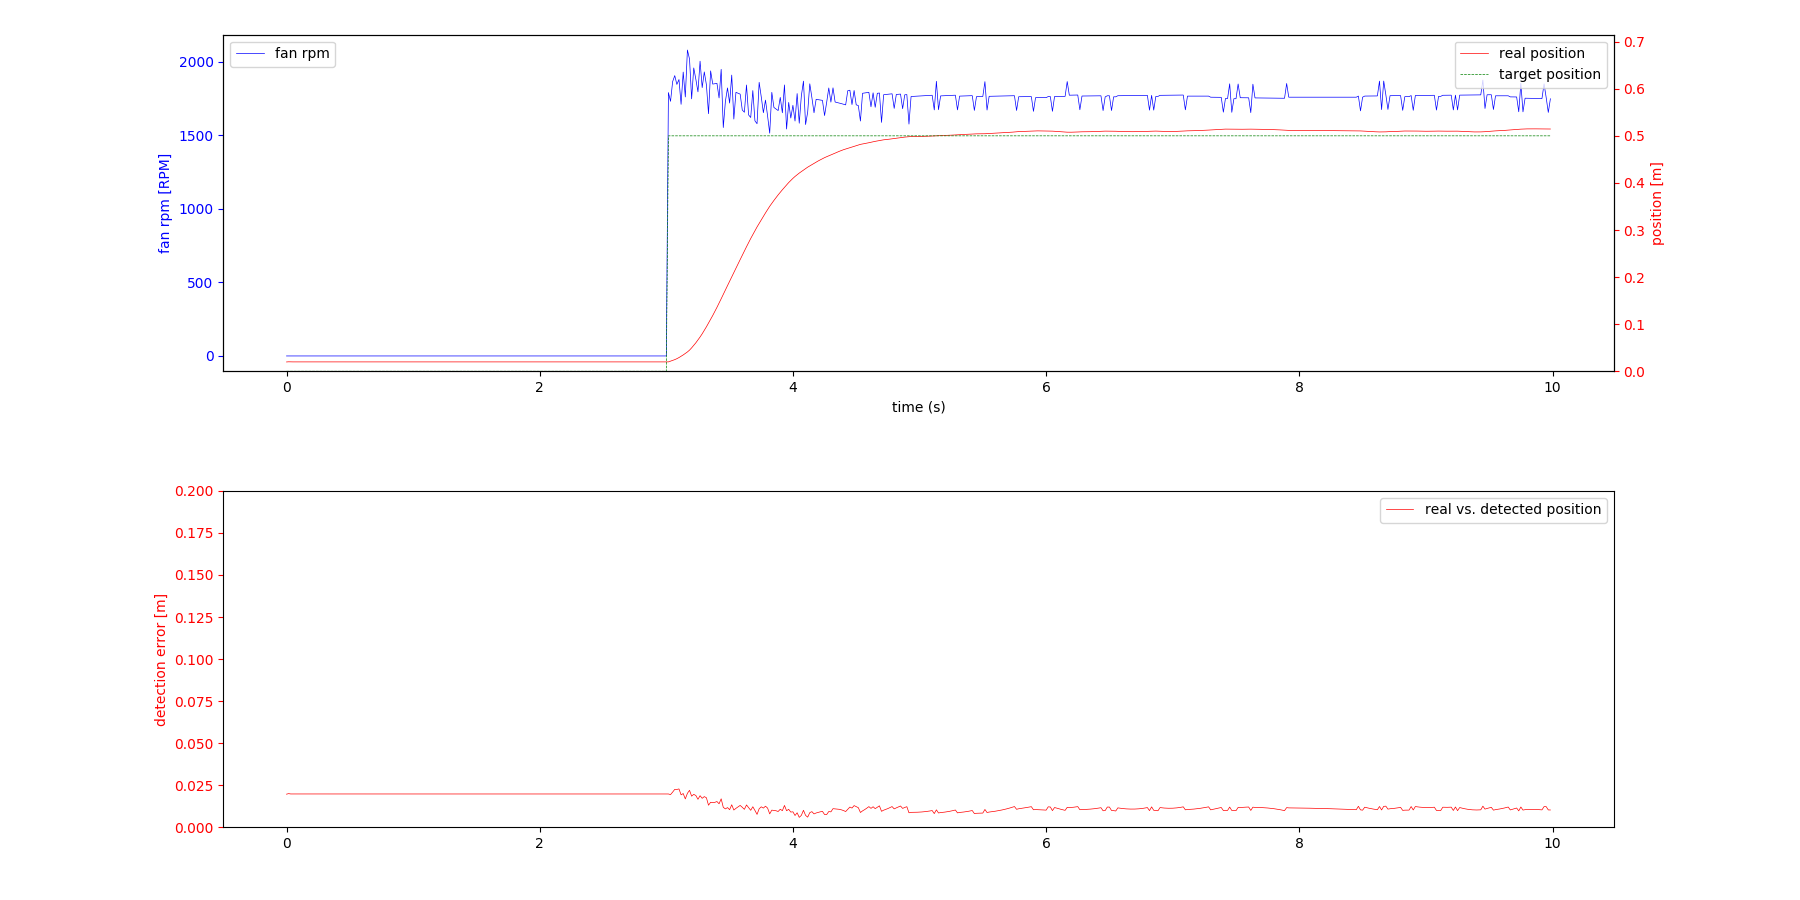 fan rpm
real position
target position
2000
1500
1000
500
0
fan rpm [RPM]
0.7
0.6
0.5
0.4
0.3
0.2
0.1
0.0
position [m]
0 2 4 6 8 10
time (s)
real vs. detected position
0.200
0.175
0.150
0.125
0.100
0.075
0.050
0.025
0.000
detection error [m]
0 2 4 6 8 10